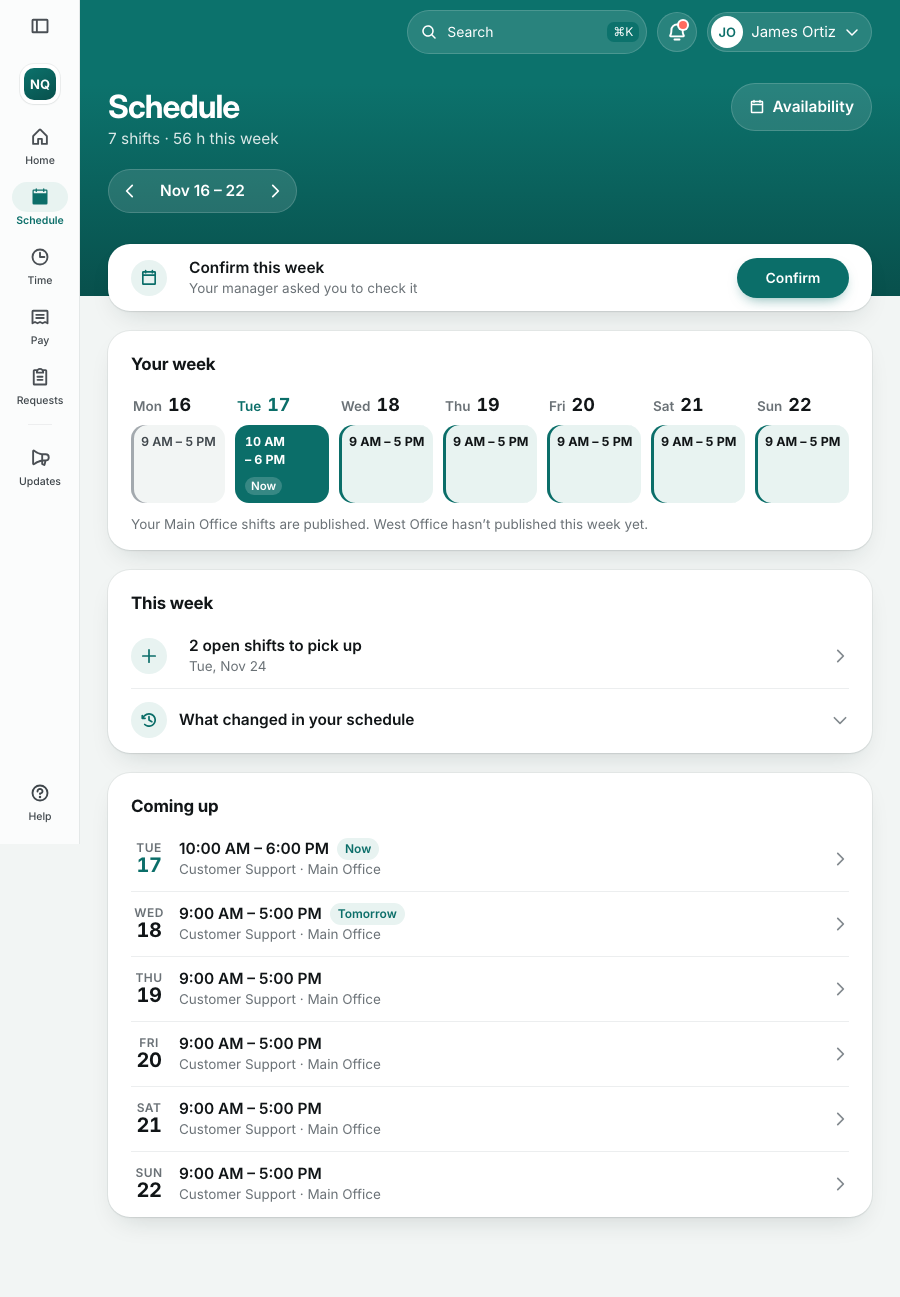 Search
⌘K
JO
James Ortiz
NQ
Home
Schedule
Time
Pay
Requests
Updates
Help
Schedule
7 shifts · 56 h this week
Availability
Nov 16 – 22
Confirm this week
Your manager asked you to check it
Confirm
Your week
Mon 16
Tue 17
Wed 18
Thu 19
Fri 20
Sat 21
Sun 22
9 AM – 5 PM
10 AM
– 6 PM
Now
9 AM – 5 PM
9 AM – 5 PM
9 AM – 5 PM
9 AM – 5 PM
9 AM – 5 PM
Your Main Office shifts are published. West Office hasn’t published this week yet.
This week
2 open shifts to pick up
Tue, Nov 24
What changed in your schedule
Coming up
TUE
17
10:00 AM – 6:00 PM Now
Customer Support · Main Office
WED
18
9:00 AM – 5:00 PM Tomorrow
Customer Support · Main Office
THU
19
9:00 AM – 5:00 PM
Customer Support · Main Office
FRI
20
9:00 AM – 5:00 PM
Customer Support · Main Office
SAT
21
9:00 AM – 5:00 PM
Customer Support · Main Office
SUN
22
9:00 AM – 5:00 PM
Customer Support · Main Office